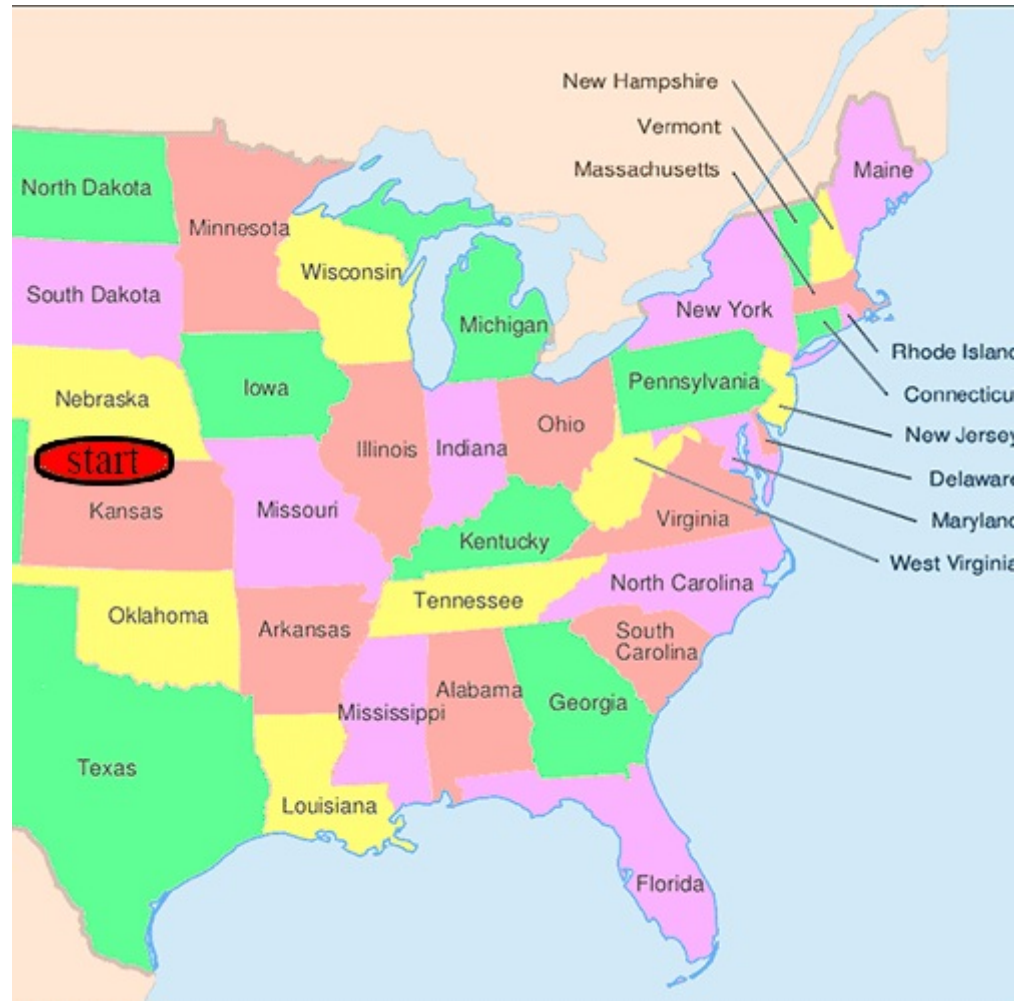 New Hampshire
Vermont
Massachusetts
Maine
North Dakota
Minnesota
Wisconsin
South Dakota
Michigan
New York
Rhode Island
Connecticu
Nebraska
Iowa
Pennsylvania
New Jersey
Illinois
Indiana
Ohio
start
Delaware
Kansas
Missouri
Virginia
Maryland
Kentucky
West Virginia
North Carolina
Tennessee
Oklahoma
Arkansas
South
Carolina
Alabama
Georgia
Mississippi
Texas
Louisiana
Florida